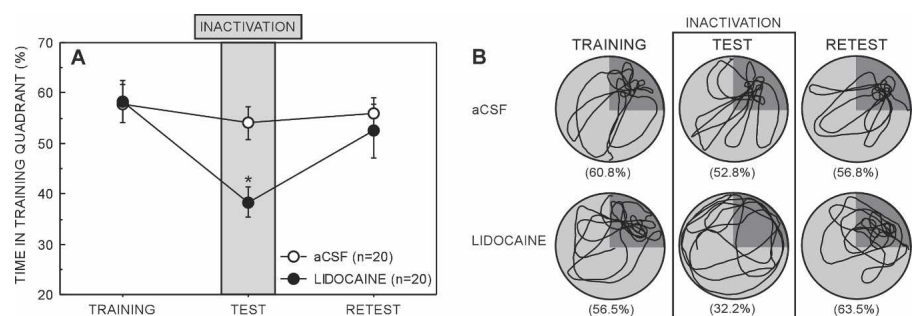 INACTIVATION
A
70
60
50
40
30
20
TIME IN TRAINING QUADRANT (%)
*
aCSF (n=20)
LIDOCAINE (n=20)
TRAINING TEST RETEST
B
INACTIVATION
TRAINING TEST RETEST
aCSF
(60.8%) (52.8%) (56.8%)
LIDOCAINE
(56.5%) (32.2%) (63.5%)